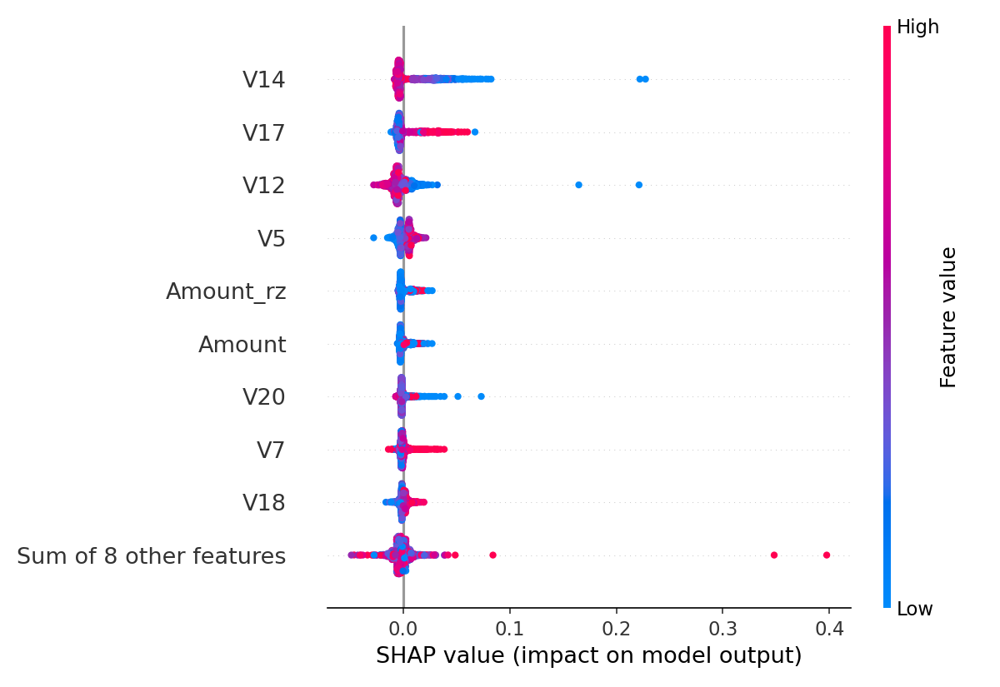 High
V14
V17
V12
V5
Amount_rz
Amount
V20
V7
V18
Sum of 8 other features
Feature value
Low
0.0 0.1 0.2 0.3 0.4
SHAP value (impact on model output)